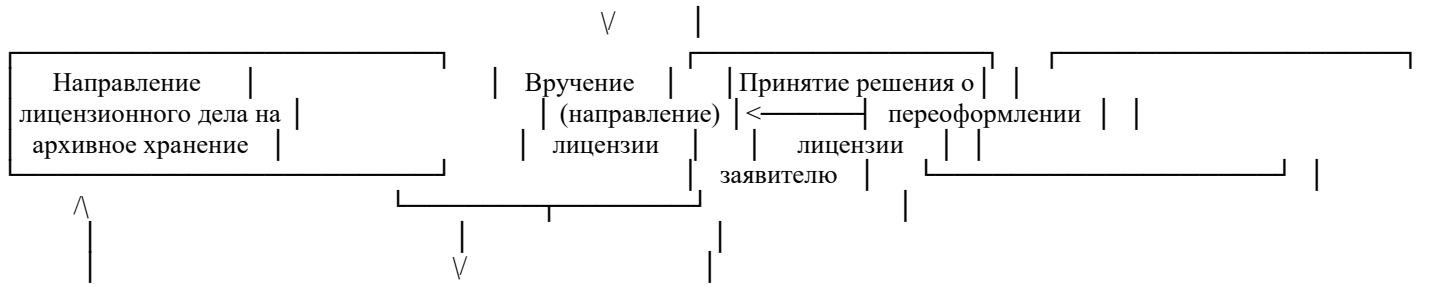 Направление Вручение Принятие решения о
лицензионного дела на (направление) переоформлении
архивное хранение лицензии лицензии
заявителю